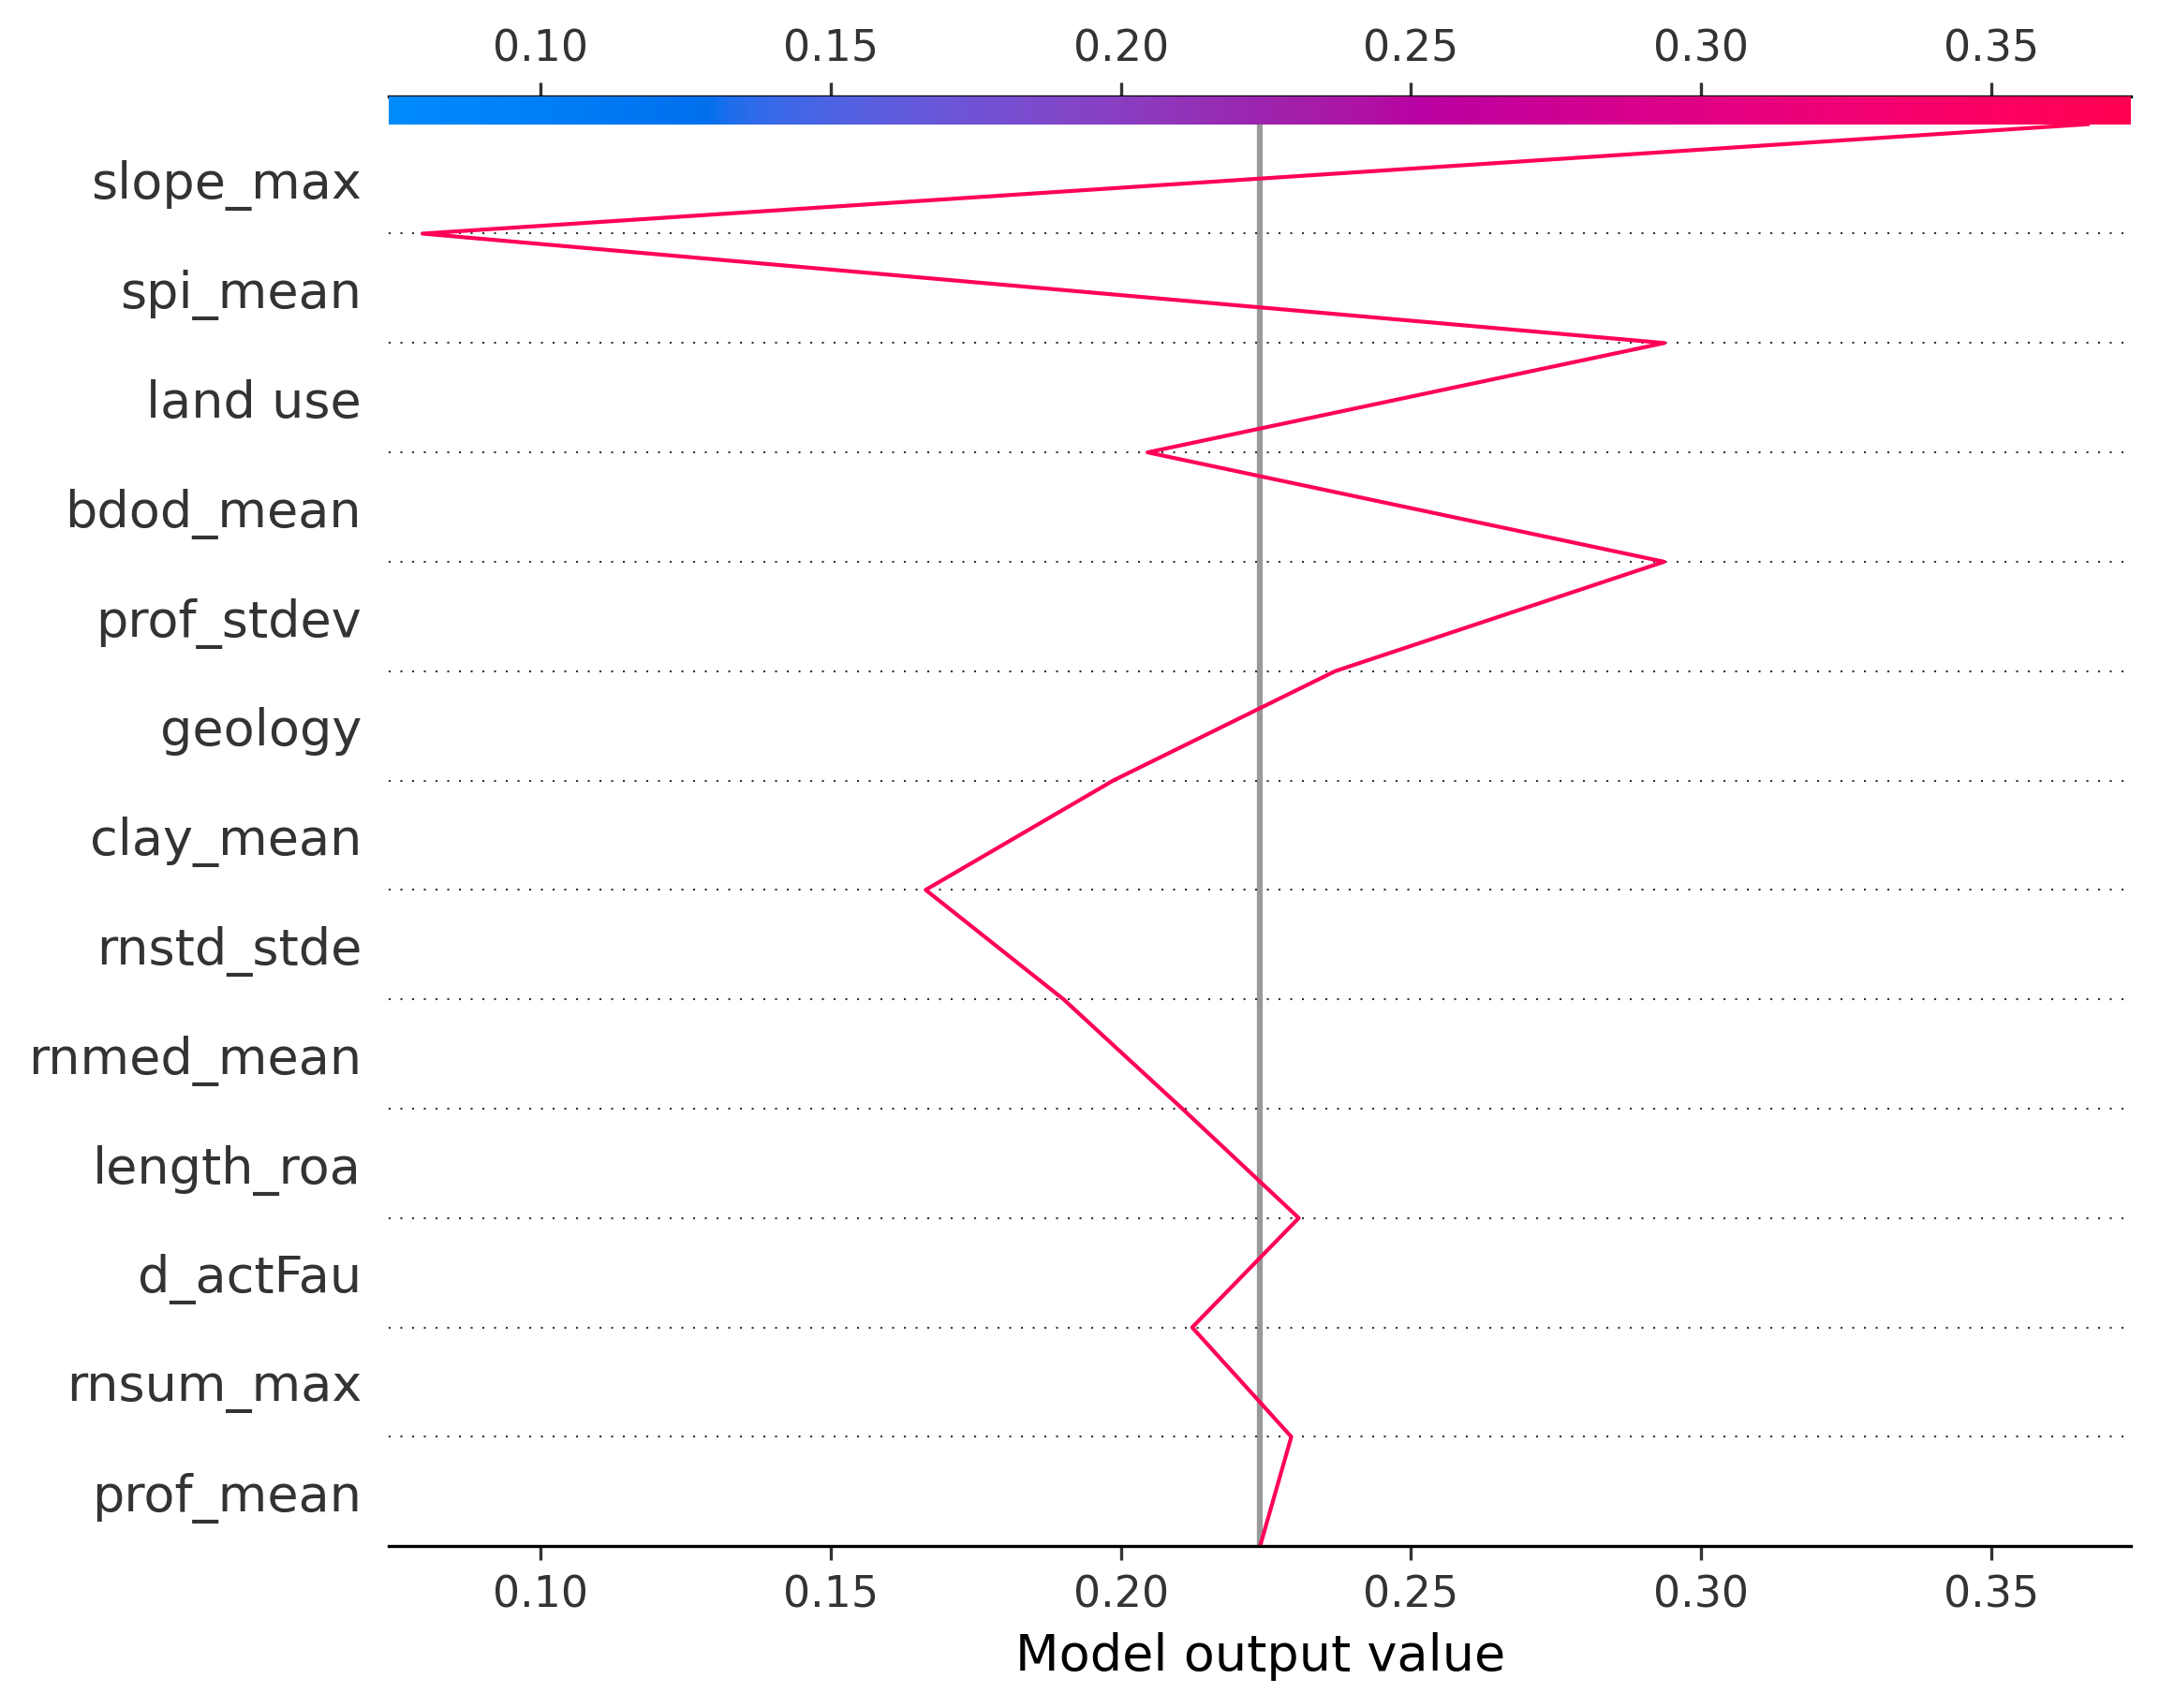 0.10 0.15 0.20 0.25 0.30 0.35
slope_max
spi_mean
land use
bdod_mean
prof_stdev
geology
clay_mean
rnstd_stde
rnmed_mean
length_roa
d_actFau
rnsum_max
prof_mean
0.10 0.15 0.20 0.25 0.30 0.35
Model output value